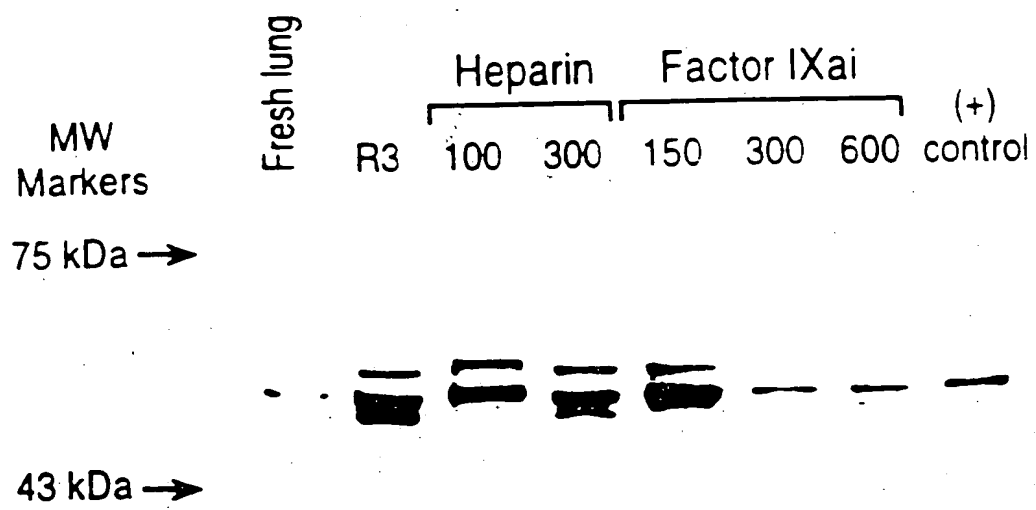 Fresh lung
Heparin
Factor IXai
MW
Markers
R3
100
300
150
300
600
(+)
control
75 kDa
43 kDa